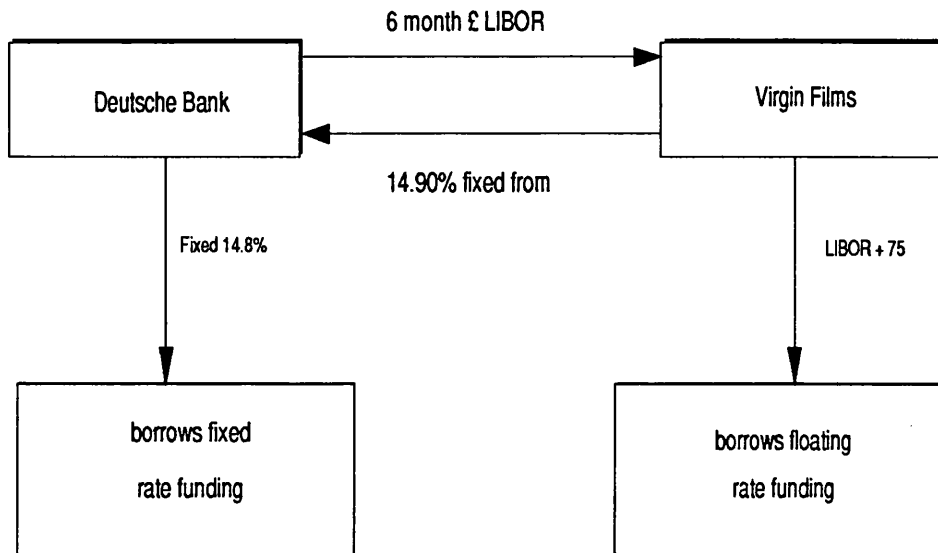 6 month £ LIBOR
Deutsche Bank
Virgin Films
14.90% fixed from
Fixed 14.8%
LIBOR + 75
borrows fixed
rate funding
borrows floating
rate funding